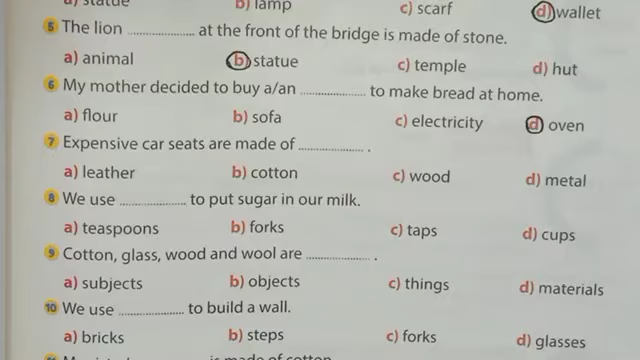 a) statue b) lamp c) scarf d) wallet
5 The lion ................ at the front of the bridge is made of stone.
a) animal b) statue c) temple d) hut
6 My mother decided to buy a/an ................ to make bread at home.
a) flour b) sofa c) electricity d) oven
7 Expensive car seats are made of ................ .
a) leather b) cotton c) wood d) metal
8 We use ................ to put sugar in our milk.
a) teaspoons b) forks c) taps d) cups
9 Cotton, glass, wood and wool are ................ .
a) subjects b) objects c) things d) materials
10 We use ................ to build a wall.
a) bricks b) steps c) forks d) glasses
is made of cotton